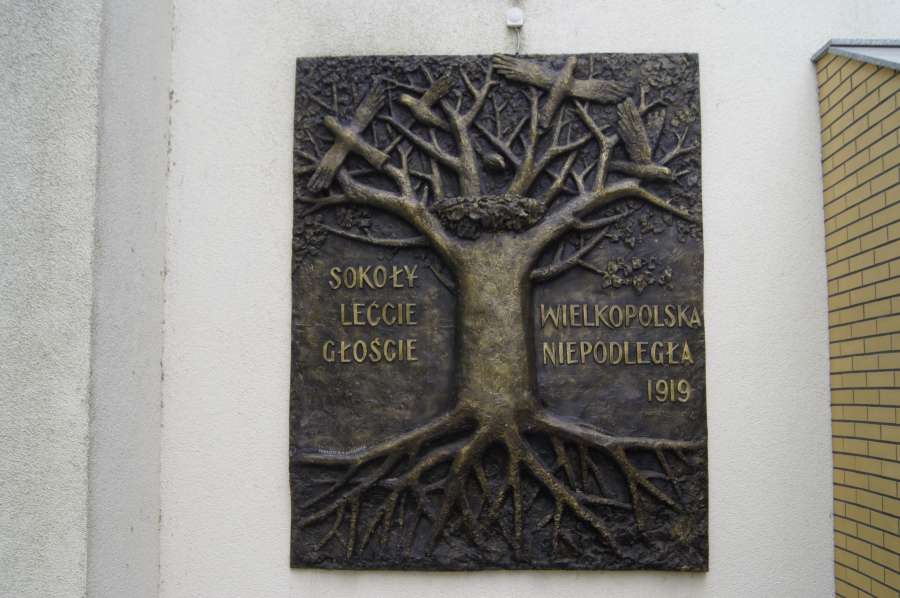 SOKOŁY
LEĆCIE
GŁOŚCIE
WIELKOPOLSKA
NIEPODLEGŁA
1919